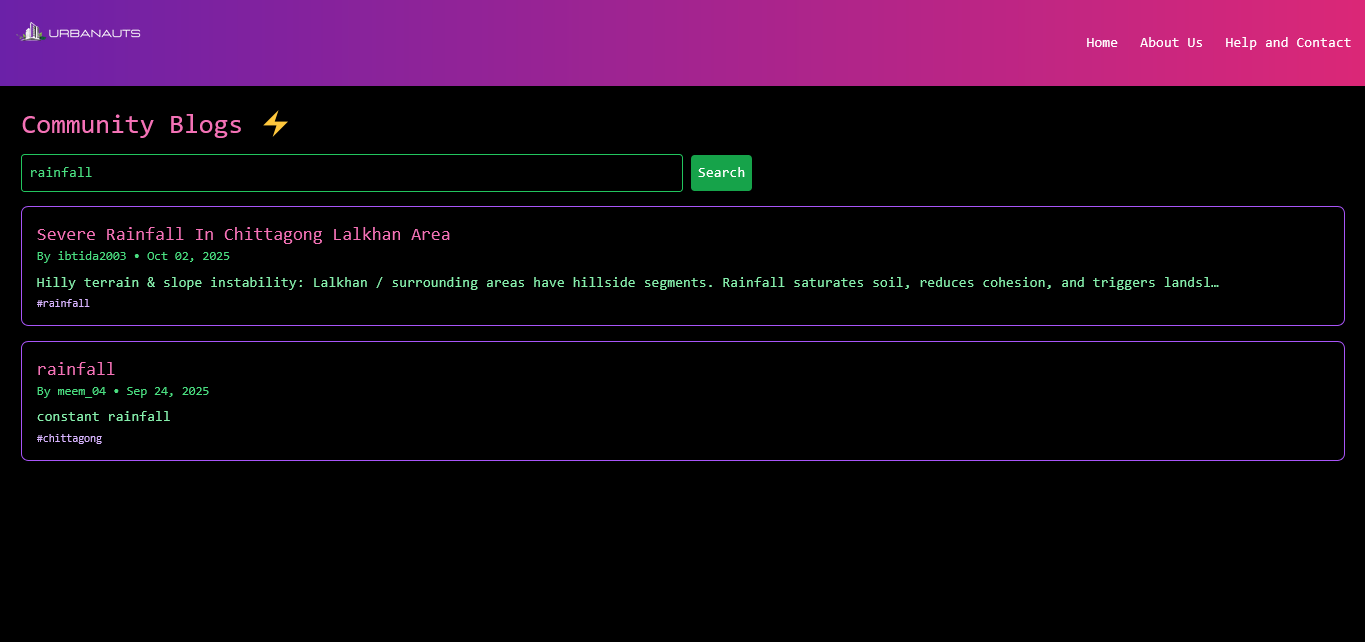 URBANAUTS
Home About Us Help and Contact
Community Blogs ⚡
rainfall Search
Severe Rainfall In Chittagong Lalkhan Area
By ibtida2003 • Oct 02, 2025
Hilly terrain & slope instability: Lalkhan / surrounding areas have hillside segments. Rainfall saturates soil, reduces cohesion, and triggers landsl…
#rainfall
rainfall
By meem_04 • Sep 24, 2025
constant rainfall
#chittagong